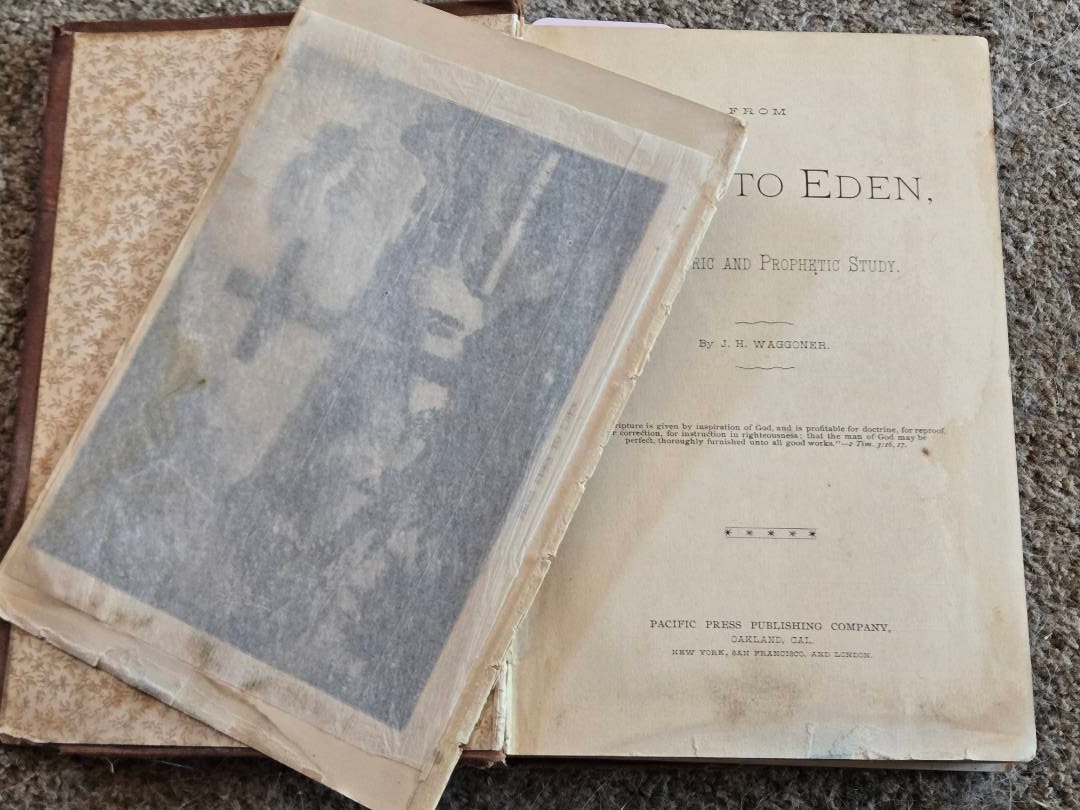 FROM
TO EDEN,
RIC AND PROPHETIC STUDY.
By J. H. WAGGONER.
ripture is given by inspiration of God, and is profitable for doctrine, for reproof,
r correction, for instruction in righteousness; that the man of God may be
perfect, thoroughly furnished unto all good works."—2 Tim. 3:16, 17.
PACIFIC PRESS PUBLISHING COMPANY,
OAKLAND, CAL.
NEW YORK, SAN FRANCISCO, AND LONDON.